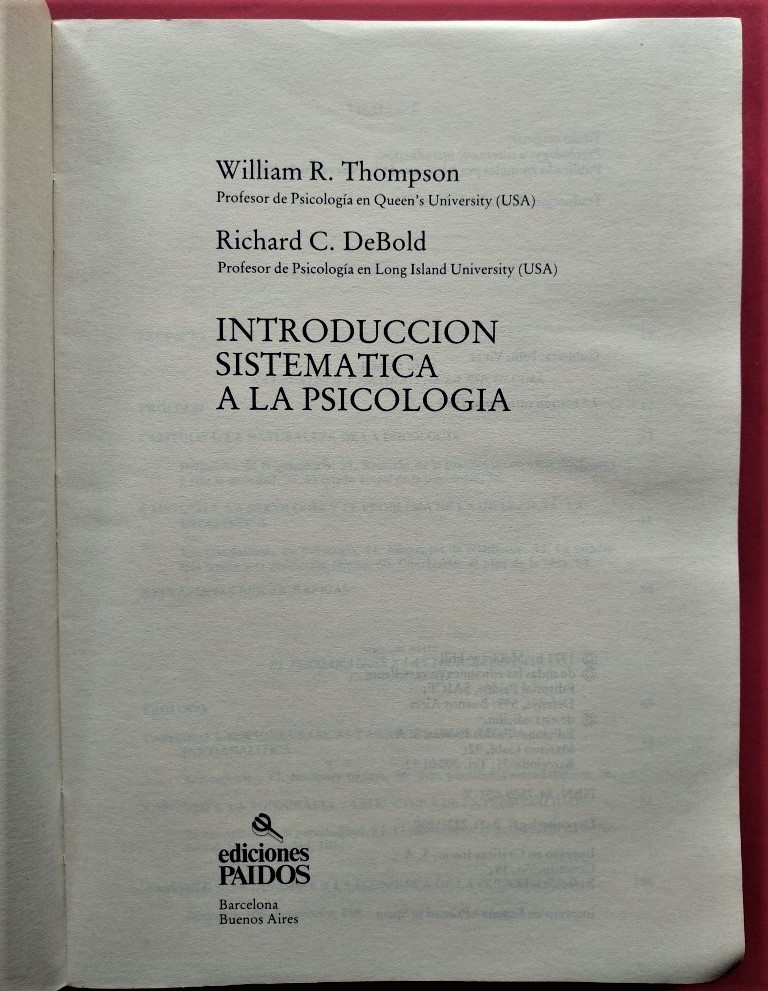 William R. Thompson
Profesor de Psicología en Queen's University (USA)
Richard C. DeBold
Profesor de Psicología en Long Island University (USA)
INTRODUCCION
SISTEMATICA
A LA PSICOLOGIA
ediciones
PAIDOS
Barcelona
Buenos Aires